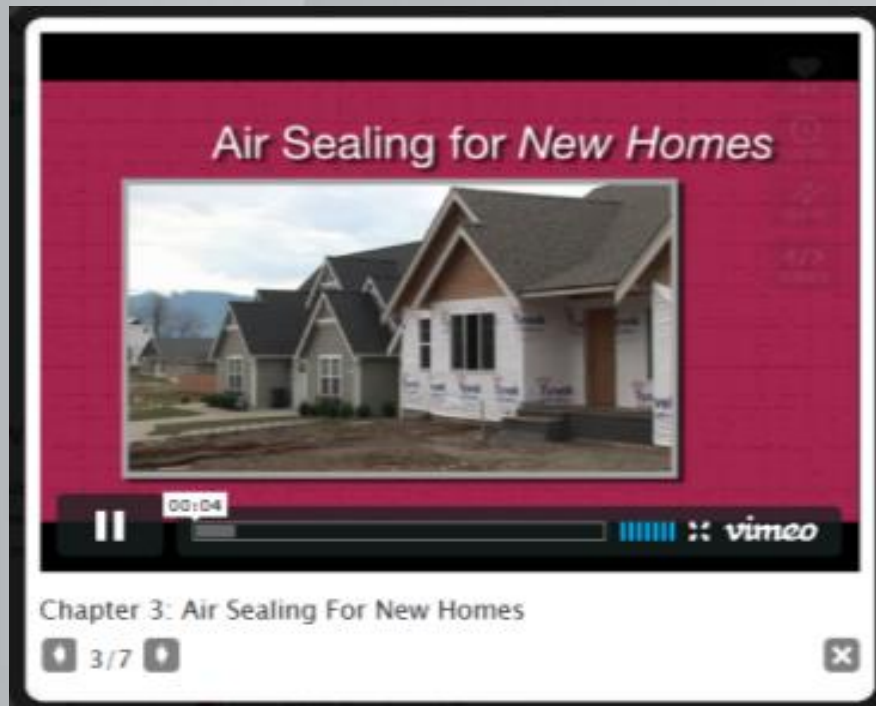 Air Sealing for New Homes
00:04
vimeo
Chapter 3: Air Sealing For New Homes
3/7